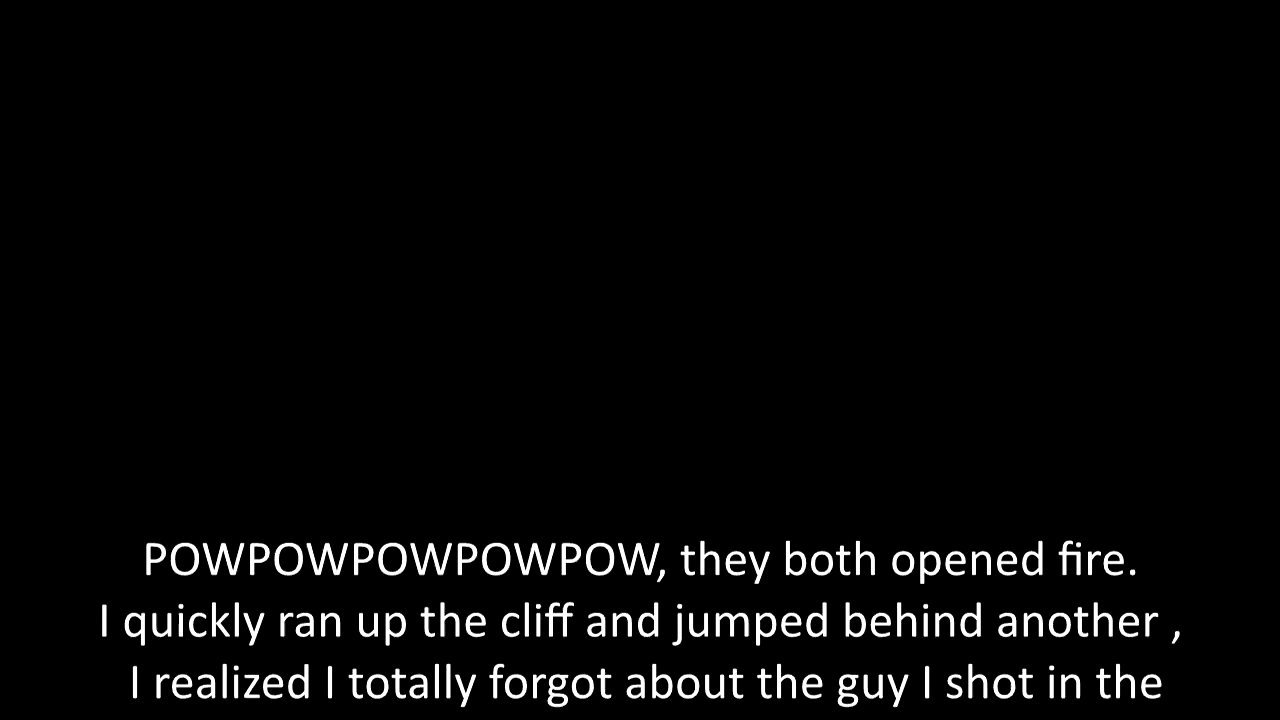 POWPOWPOWPOWPOW, they both opened fire.
I quickly ran up the cliff and jumped behind another ,
I realized I totally forgot about the guy I shot in the